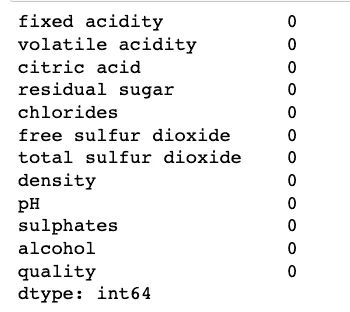 fixed acidity 0
volatile acidity 0
citric acid 0
residual sugar 0
chlorides 0
free sulfur dioxide 0
total sulfur dioxide 0
density 0
pH 0
sulphates 0
alcohol 0
quality 0
dtype: int64